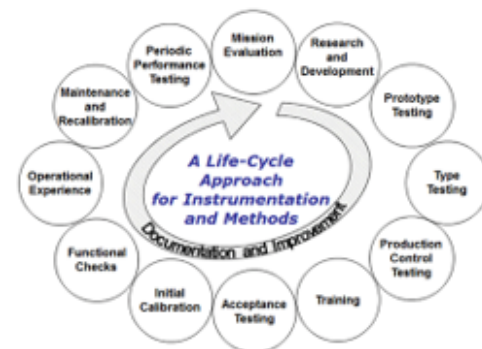 Mission
Evaluation
Research
and
Development
Prototype
Testing
Type
Testing
Production
Control
Testing
Training
Acceptance
Testing
Initial
Calibration
Functional
Checks
Operational
Experience
Maintenance
and
Recalibration
Periodic
Performance
Testing
A Life-Cycle
Approach
for Instrumentation
and Methods
Documentation and Improvement